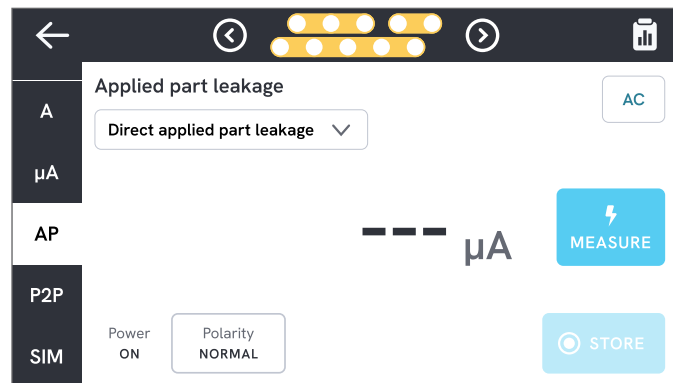 Applied part leakage
AC
Direct applied part leakage
A
µA
AP
P2P
SIM
--- µA
MEASURE
Power
ON
Polarity
NORMAL
STORE